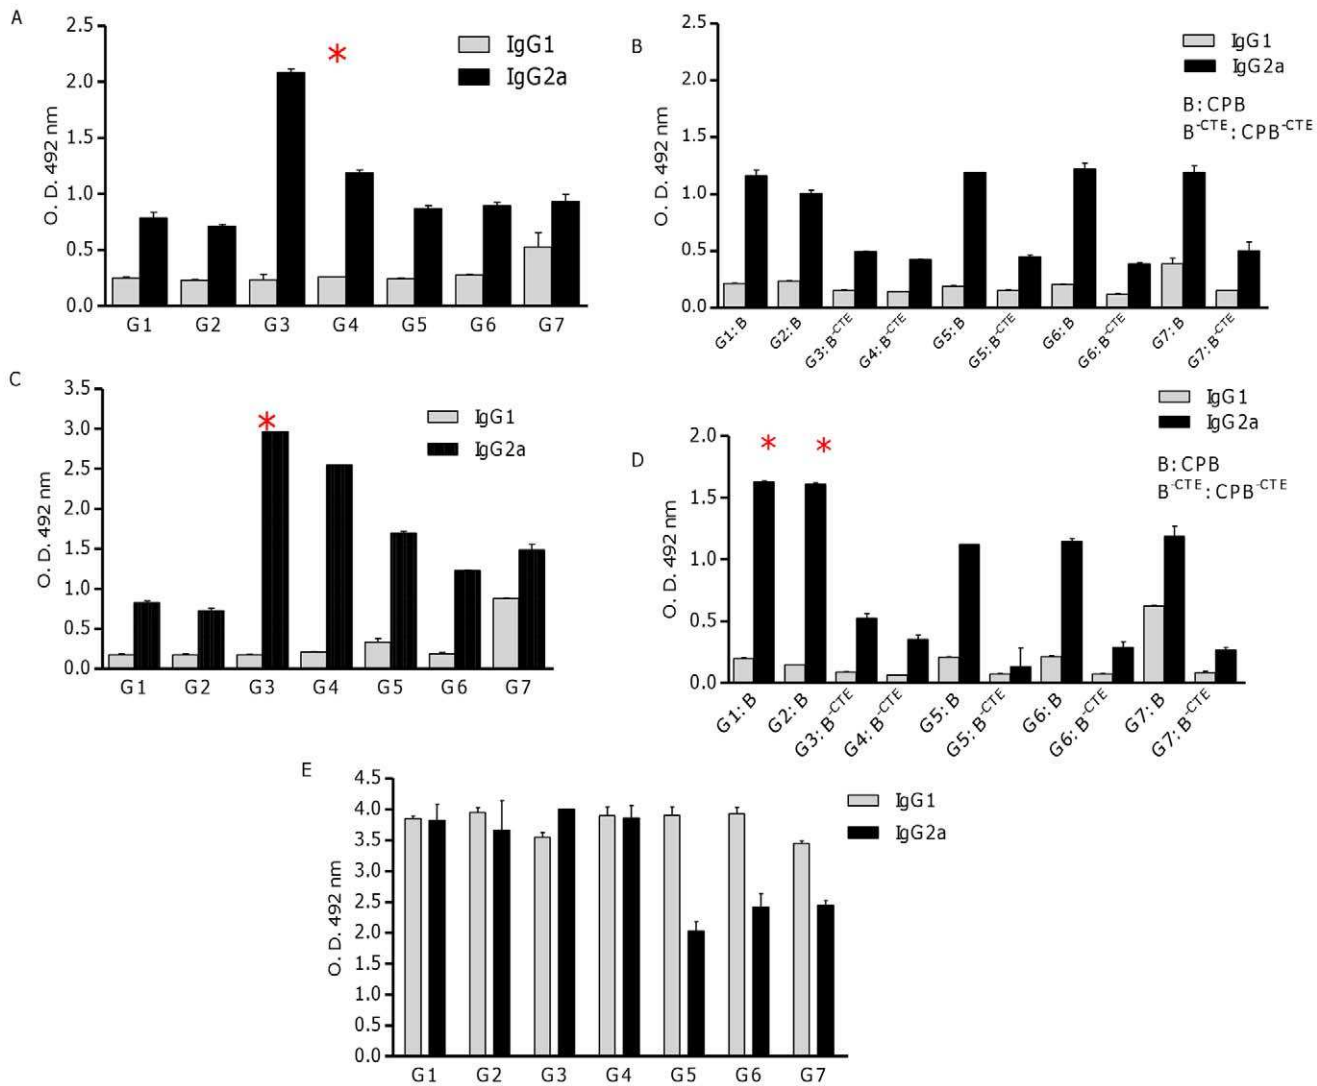 A
O. D. 492 nm
2.5
2.0
1.5
1.0
0.5
0.0
G1 G2 G3 G4 G5 G6 G7
*
IgG1
IgG2a
B
O. D. 492 nm
2.5
2.0
1.5
1.0
0.5
0.0
G1: B G2: B G3: B-CTE G4: B-CTE G5: B G5: B-CTE G6: B G6: B-CTE G7: B G7: B-CTE
IgG1
IgG2a
B: CPB
B-CTE: CPB-CTE
C
O. D. 492 nm
3.5
3.0
2.5
2.0
1.5
1.0
0.5
0.0
G1 G2 G3 G4 G5 G6 G7
*
IgG1
IgG2a
D
O. D. 492 nm
2.0
1.5
1.0
0.5
0.0
G1: B G2: B G3: B-CTE G4: B-CTE G5: B G5: B-CTE G6: B G6: B-CTE G7: B G7: B-CTE
* *
IgG1
IgG2a
B: CPB
B-CTE: CPB-CTE
E
O. D. 492 nm
4.5
4.0
3.5
3.0
2.5
2.0
1.5
1.0
0.5
0.0
G1 G2 G3 G4 G5 G6 G7
IgG1
IgG2a